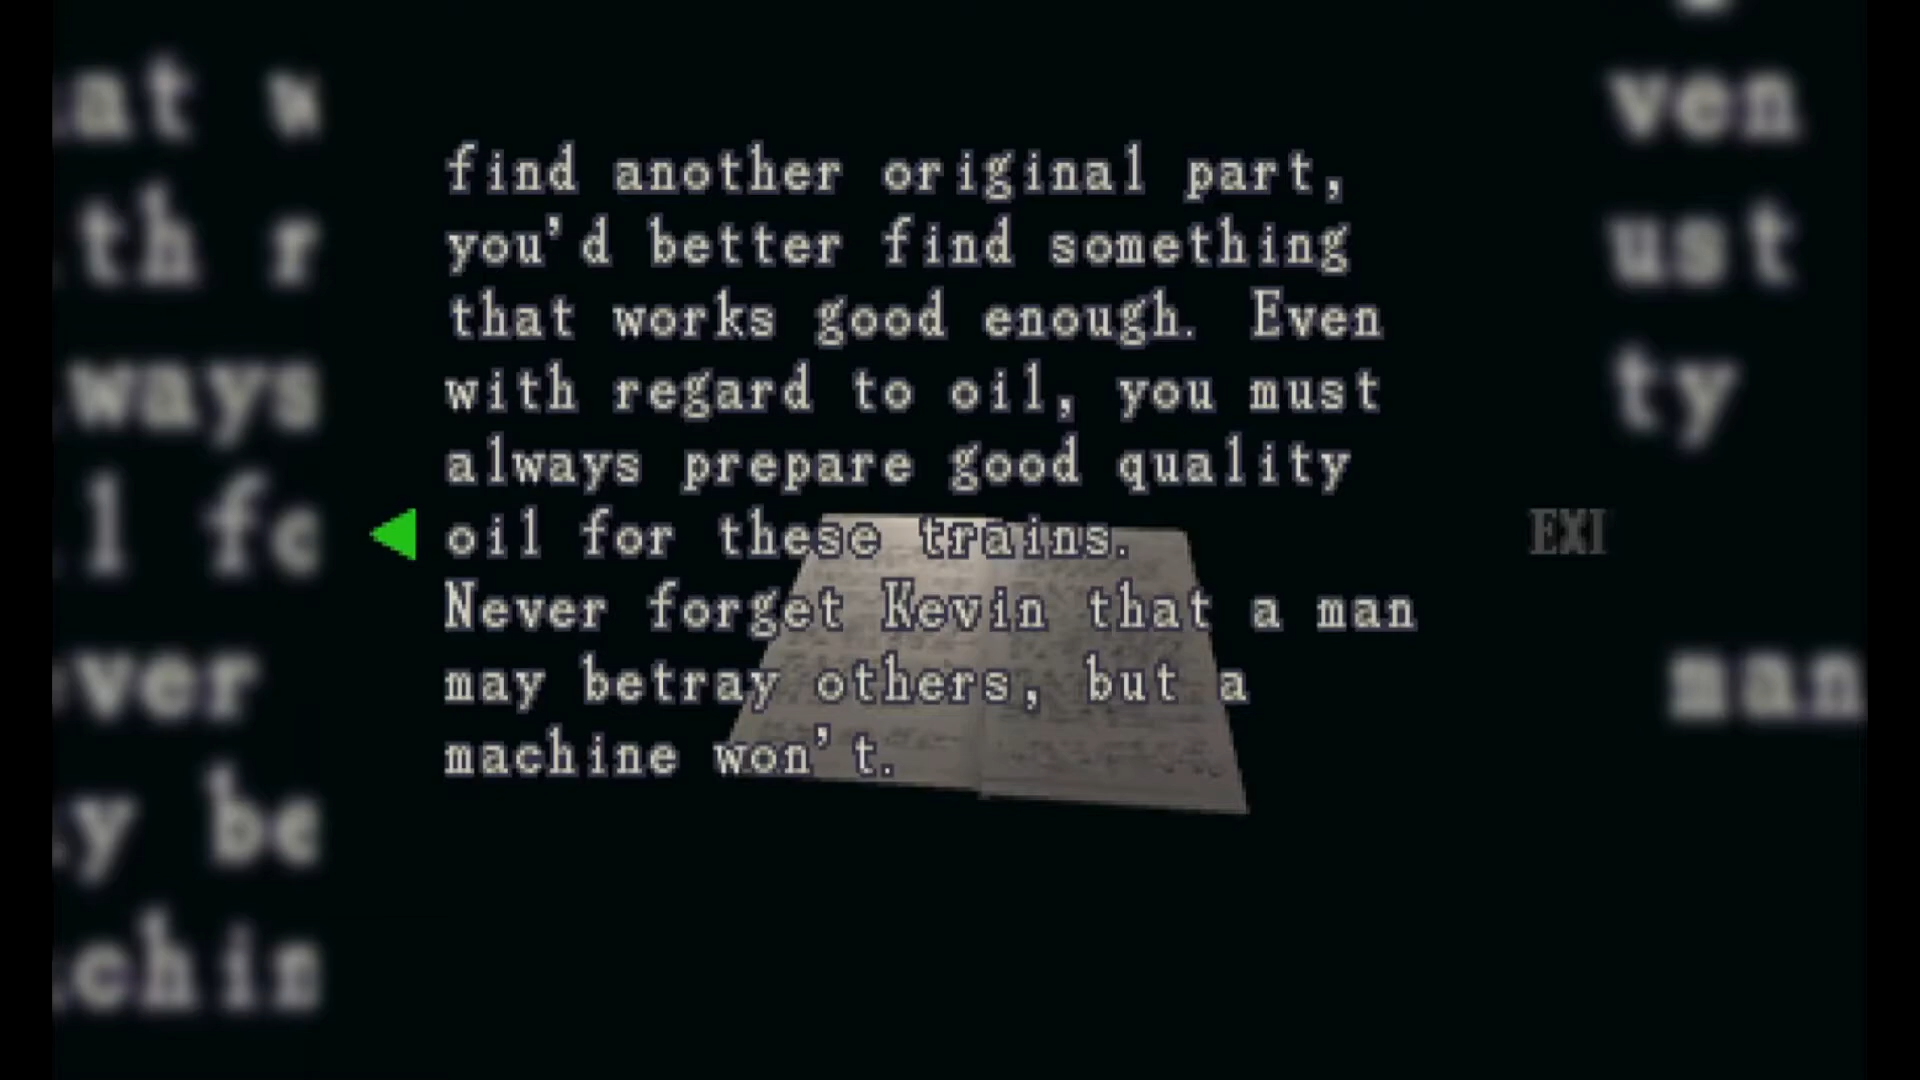 find another original part,
you'd better find something
that works good enough. Even
with regard to oil, you must
always prepare good quality
oil for these trains.
Never forget Kevin that a man
may betray others, but a
machine won't.
EXI